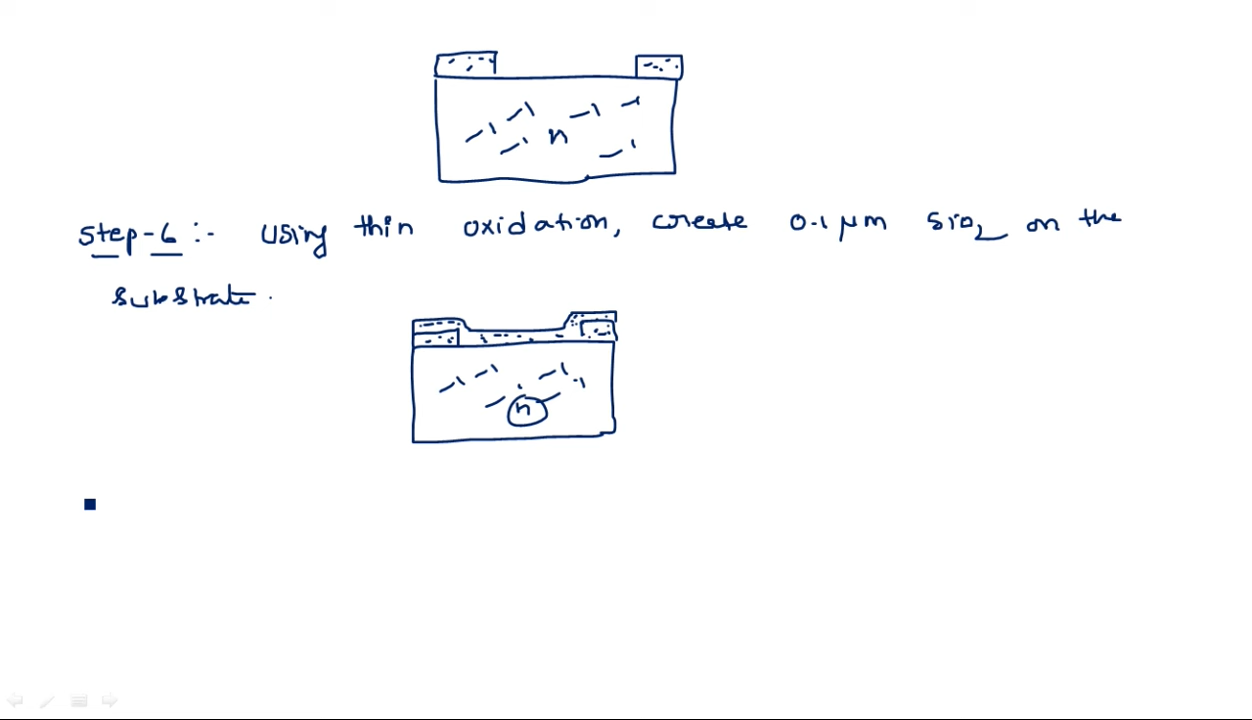 n
Step-6 :- using thin oxidation, create 0.1 μm SiO₂ on the
substrate.
n